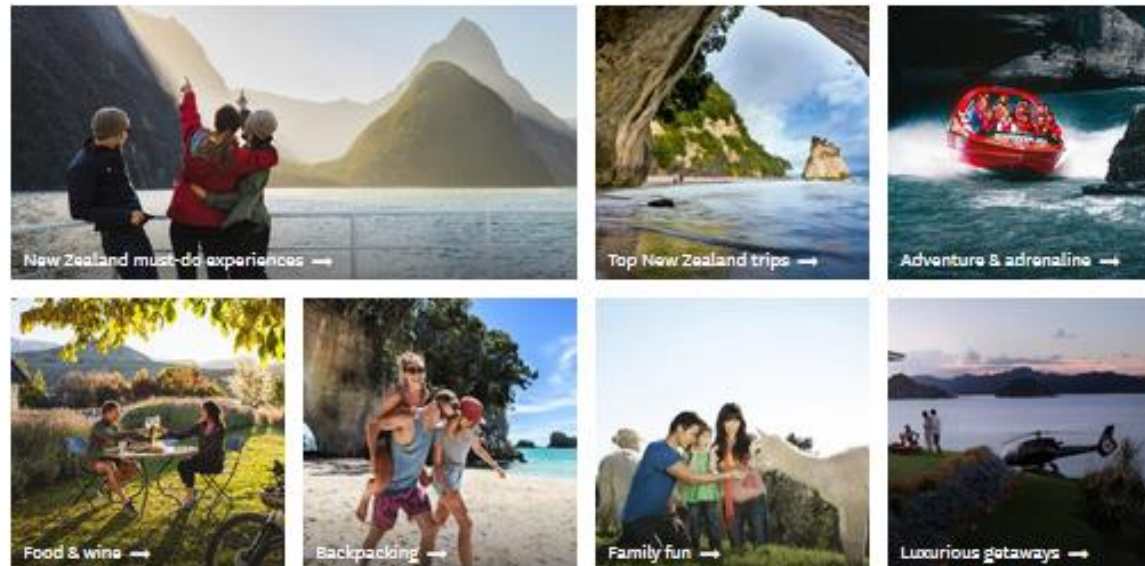 New Zealand must-do experiences →
Top New Zealand trips →
Adventure & adrenaline →
Food & wine →
Backpacking →
Family fun →
Luxurious getaways →